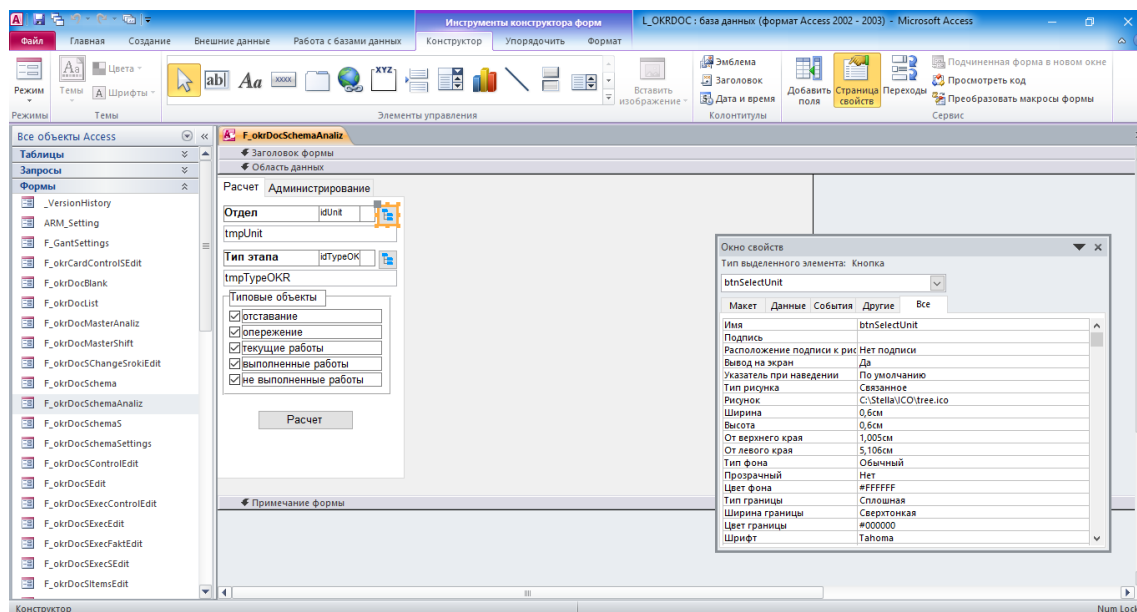 Инструменты конструктора форм
L_OKRDOC : база данных (формат Access 2002 - 2003) - Microsoft Access
Файл Главная Создание Внешние данные Работа с базами данных Конструктор Упорядочить Формат
Режим
Режимы
Aa
Темы
Цвета
A Шрифты
Темы
ab| Aa xxxx XYZ
Элементы управления
Вставить изображение
Эмблема
Заголовок
Дата и время
Колонтитулы
Добавить поля
Страница свойств
Переходы
Подчиненная форма в новом окне
Просмотреть код
Преобразовать макросы формы
Сервис
Все объекты Access
Таблицы
Запросы
Формы
_VersionHistory
ARM_Setting
F_GantSettings
F_okrCardControlSEdit
F_okrDocBlank
F_okrDocList
F_okrDocMasterAnaliz
F_okrDocMasterShift
F_okrDocSChangeSrokiEdit
F_okrDocSchema
F_okrDocSchemaAnaliz
F_okrDocSchemaS
F_okrDocSchemaSettings
F_okrDocSControlEdit
F_okrDocSEdit
F_okrDocSExecControlEdit
F_okrDocSExecEdit
F_okrDocSExecFaktEdit
F_okrDocSExecSEdit
F_okrDocSItemsEdit
F_okrDocSchemaAnaliz
Заголовок формы
Область данных
Расчет Администрирование
Отдел idUnit
tmpUnit
Тип этапа idTypeOK
tmpTypeOKR
Типовые объекты
отставание
опережение
текущие работы
выполненные работы
не выполненные работы
Расчет
Примечание формы
Окно свойств
Тип выделенного элемента: Кнопка
btnSelectUnit
Макет Данные События Другие Все
Имя btnSelectUnit
Подпись
Расположение подписи к рис Нет подписи
Вывод на экран Да
Указатель при наведении По умолчанию
Тип рисунка Связанное
Рисунок C:\Stella\ICO\tree.ico
Ширина 0,6см
Высота 0,6см
От верхнего края 1,005см
От левого края 5,106см
Тип фона Обычный
Прозрачный Нет
Цвет фона #FFFFFF
Тип границы Сплошная
Ширина границы Сверхтонкая
Цвет границы #000000
Шрифт Tahoma
Конструктор
Num Lock